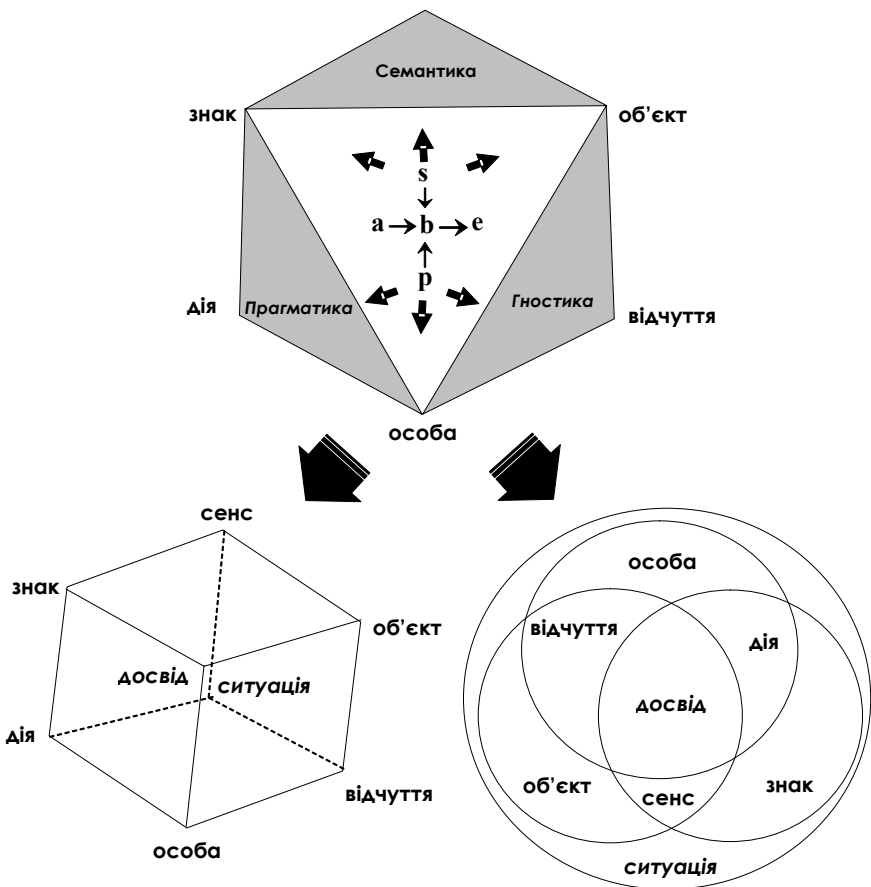 Семантика
знак
об’єкт
s
a b e
p
дія
Прагматика
Гностика
відчуття
особа
сенс
знак
об’єкт
досвід
ситуація
дія
відчуття
особа
особа
відчуття
дія
досвід
об’єкт
сенс
знак
ситуація